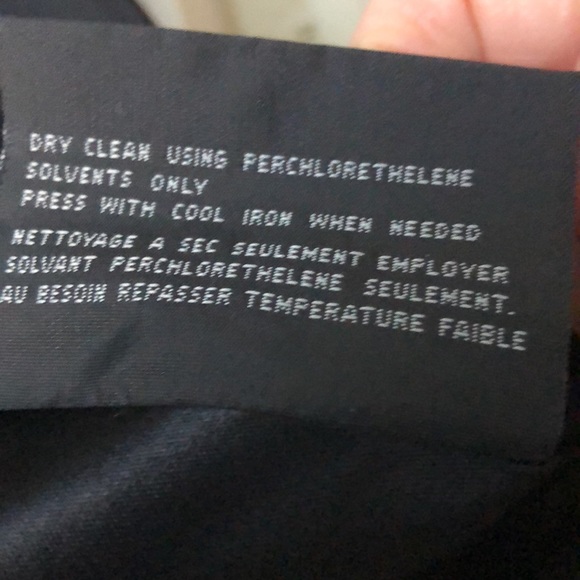 DRY CLEAN USING PERCHLORETHELENE
SOLVENTS ONLY
PRESS WITH COOL IRON WHEN NEEDED
NETTOYAGE A SEC SEULEMENT EMPLOYER
SOLVANT PERCHLORETHELENE SEULEMENT.
AU BESOIN REPASSER TEMPERATURE FAIBLE